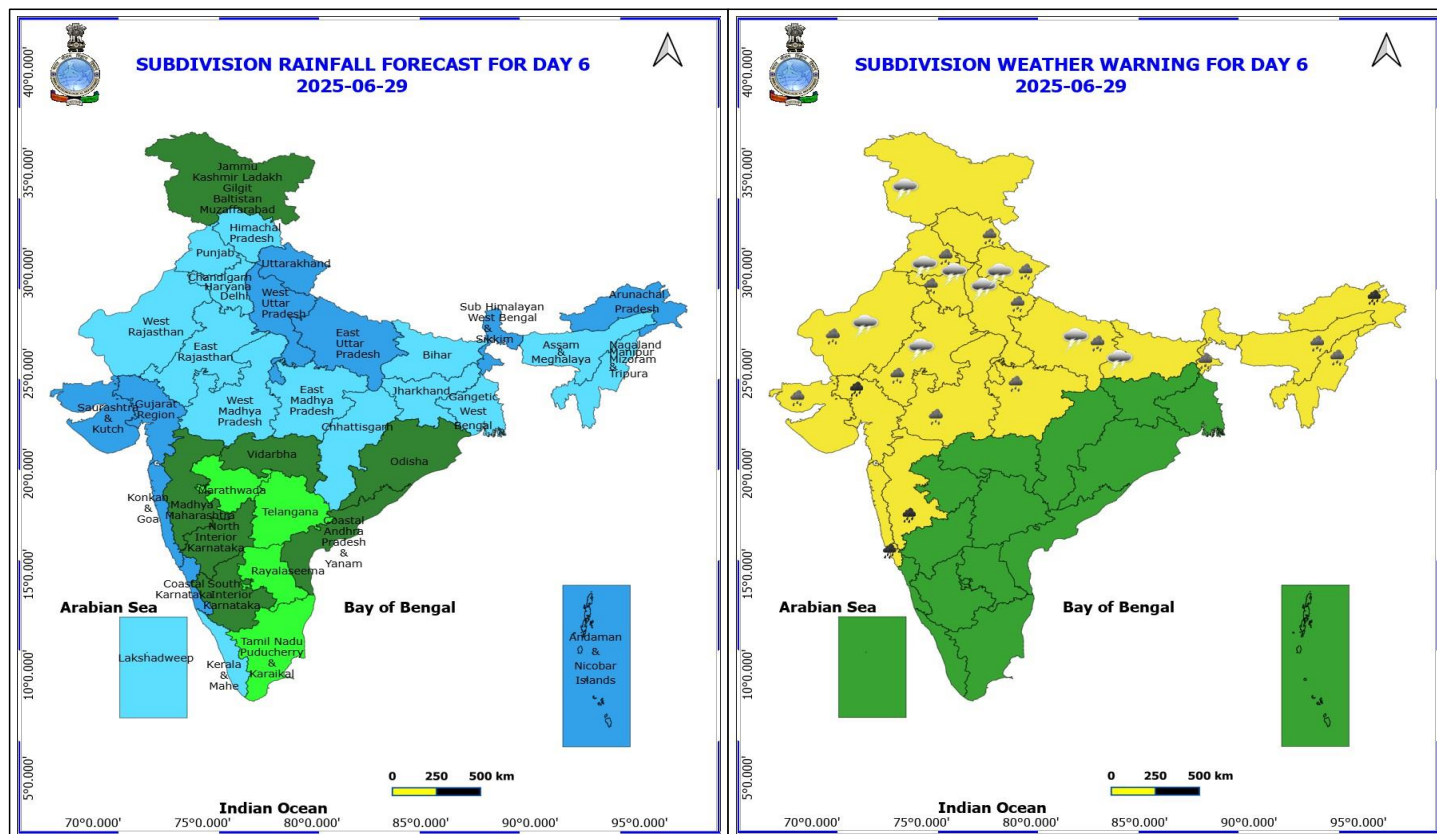 SUBDIVISION RAINFALL FORECAST FOR DAY 6
2025-06-29
40°0.000'
35°0.000'
30°0.000'
25°0.000'
20°0.000'
15°0.000'
10°0.000'
5°0.000'
Jammu
Kashmir Ladakh
Gilgit
Baltistan
Muzaffarabad
Himachal
Pradesh
Punjab
Uttarakhand
Chandigarh
Haryana
Delhi
West
Uttar
Pradesh
West
Rajasthan
East
Rajasthan
East
Uttar
Pradesh
Bihar
Sub Himalayan
West Bengal
&
Sikkim
Arunachal
Pradesh
Assam
&
Meghalaya
Nagaland
Manipur
Mizoram
&
Tripura
Saurashtra
&
Kutch
Gujarat
Region
West
Madhya
Pradesh
East
Madhya
Pradesh
Jharkhand
Gangetic
West
Bengal
Chhattisgarh
Vidarbha
Odisha
Konkan
&
Goa
Madhya
Maharashtra
Marathwada
Telangana
North
Interior
Karnataka
Coastal
Andhra
Pradesh
&
Yanam
Rayalaseema
Coastal
Karnataka
South
Interior
Karnataka
Tamil Nadu
Puducherry
&
Karaikal
Kerala
&
Mahe
Lakshadweep
Andaman
&
Nicobar
Islands
Arabian Sea
Bay of Bengal
Indian Ocean
0 250 500 km
70°0.000' 75°0.000' 80°0.000' 85°0.000' 90°0.000' 95°0.000'
SUBDIVISION WEATHER WARNING FOR DAY 6
2025-06-29
40°0.000'
35°0.000'
30°0.000'
25°0.000'
20°0.000'
15°0.000'
10°0.000'
5°0.000'
Arabian Sea
Bay of Bengal
Indian Ocean
0 250 500 km
70°0.000' 75°0.000' 80°0.000' 85°0.000' 90°0.000' 95°0.000'